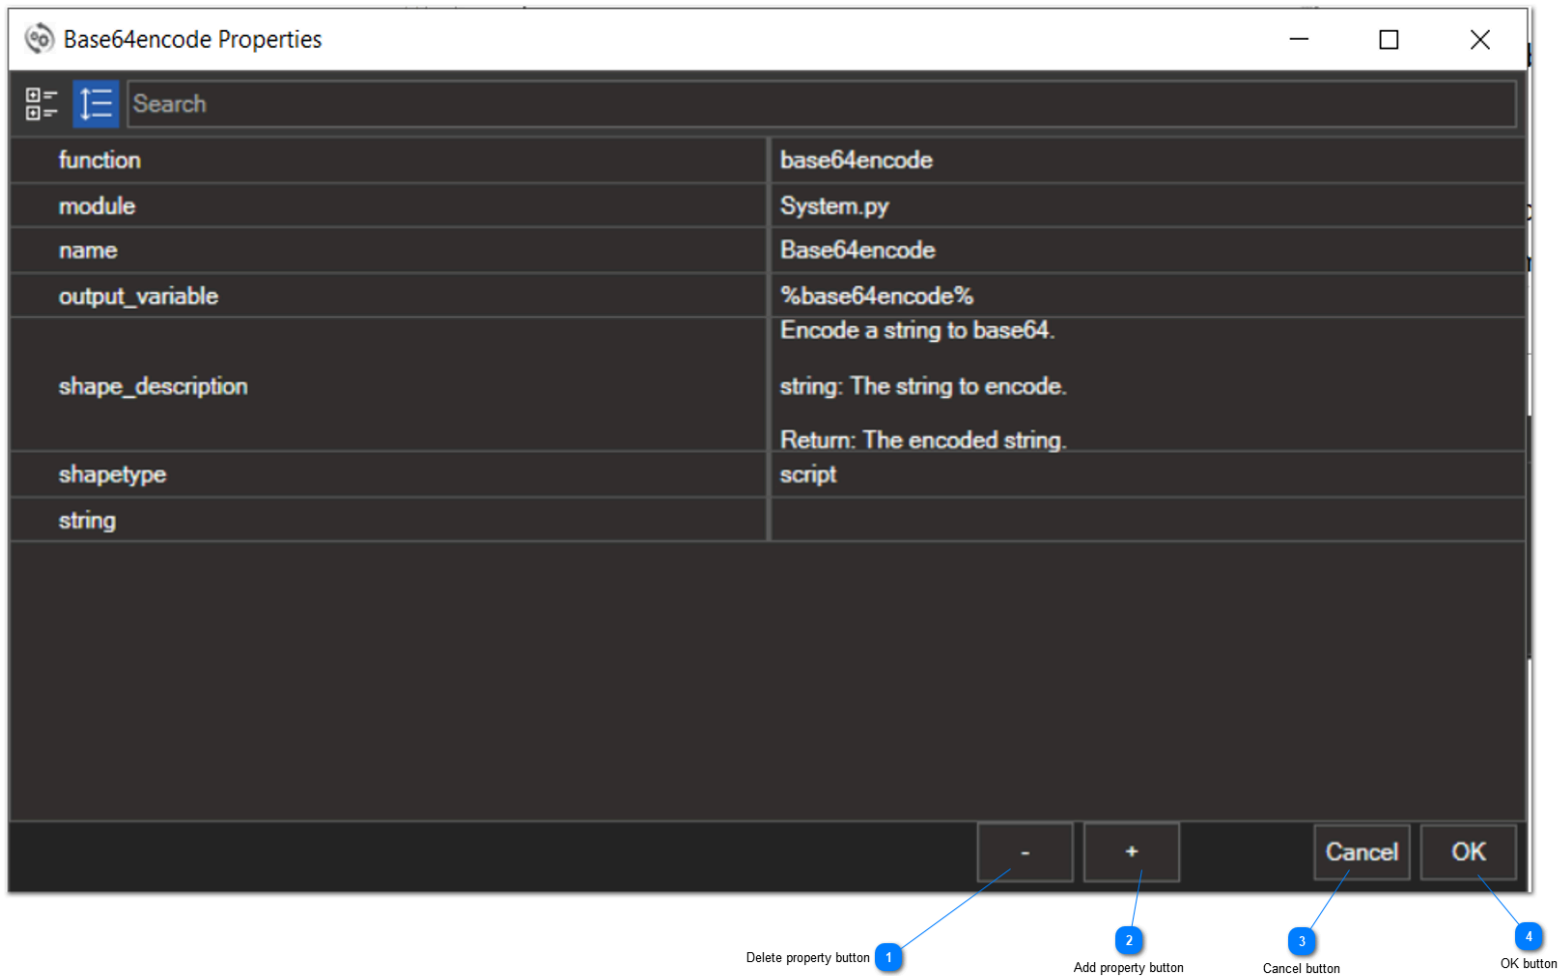 Base64encode Properties
Search
function
base64encode
module
System.py
name
Base64encode
output_variable
%base64encode%
shape_description
Encode a string to base64.
string: The string to encode.
Return: The encoded string.
shapetype
script
string
-
+
Cancel
OK
Delete property button 1
2
Add property button
3
Cancel button
4
OK button